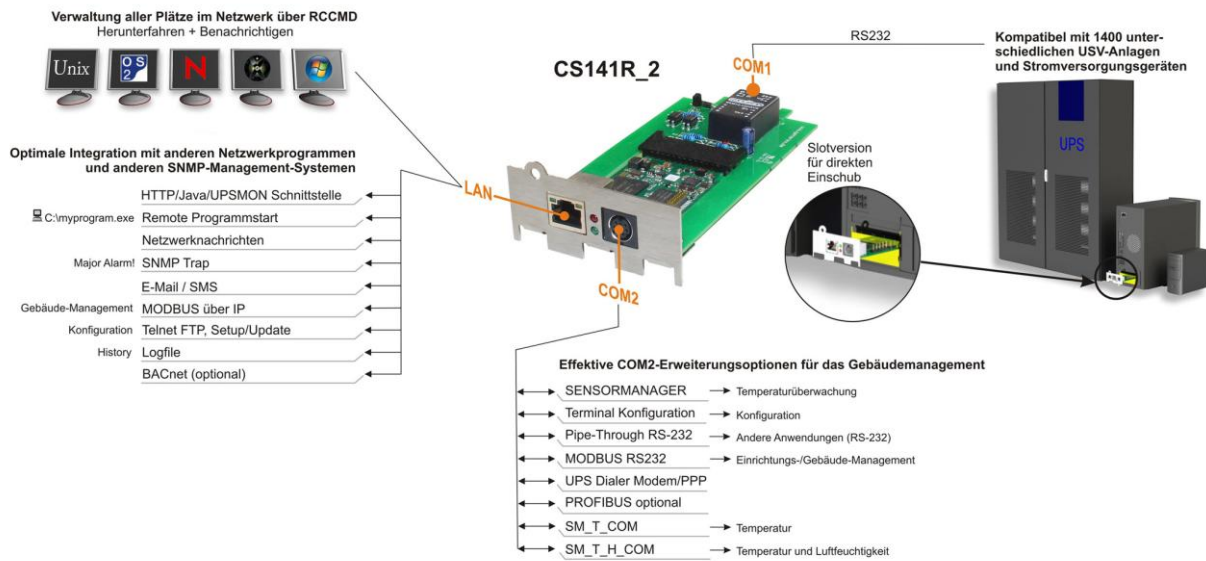 Verwaltung aller Plätze im Netzwerk über RCCMD
Herunterfahren + Benachrichtigen
Unix
OS
2
N
CS141R_2
COM1
RS232
Kompatibel mit 1400 unter-
schiedlichen USV-Anlagen
und Stromversorgungsgeräten
UPS
Optimale Integration mit anderen Netzwerkprogrammen
und anderen SNMP-Management-Systemen
HTTP/Java/UPSMON Schnittstelle
C:\myprogram.exe Remote Programmstart
Netzwerknachrichten
Major Alarm! SNMP Trap
E-Mail / SMS
Gebäude-Management MODBUS über IP
Konfiguration Telnet FTP, Setup/Update
History Logfile
BACnet (optional)
LAN
COM2
Slotversion
für direkten
Einschub
Effektive COM2-Erweiterungsoptionen für das Gebäudemanagement
SENSORMANAGER Temperaturüberwachung
Terminal Konfiguration Konfiguration
Pipe-Through RS-232 Andere Anwendungen (RS-232)
MODBUS RS232 Einrichtungs-/Gebäude-Management
UPS Dialer Modem/PPP
PROFIBUS optional
SM_T_COM Temperatur
SM_T_H_COM Temperatur und Luftfeuchtigkeit